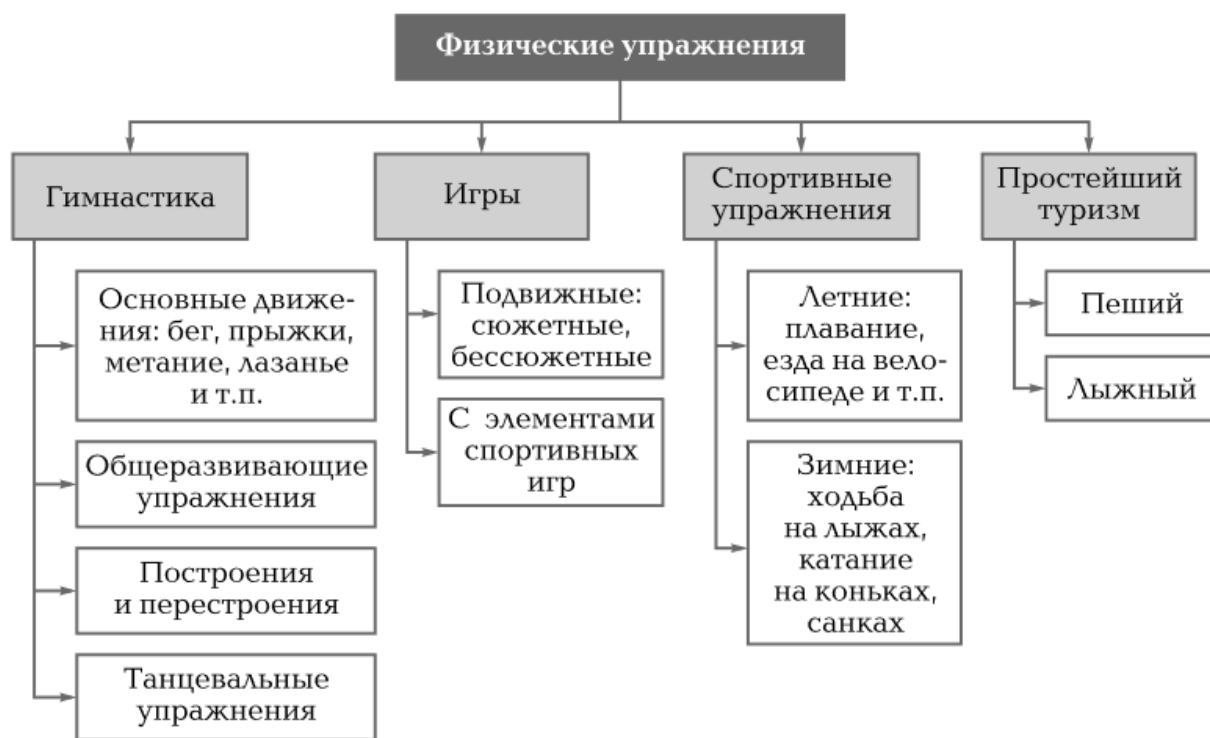 Физические упражнения
Гимнастика
Основные движе-
ния: бег, прыжки,
метание, лазанье
и т.п.
Общеразвивающие
упражнения
Построения
и перестроения
Танцевальные
упражнения
Игры
Подвижные:
сюжетные,
бессюжетные
С элементами
спортивных
игр
Спортивные
упражнения
Летние:
плавание,
езда на вело-
сипеде и т.п.
Зимние:
ходьба
на лыжах,
катание
на коньках,
санках
Простейший
туризм
Пеший
Лыжный